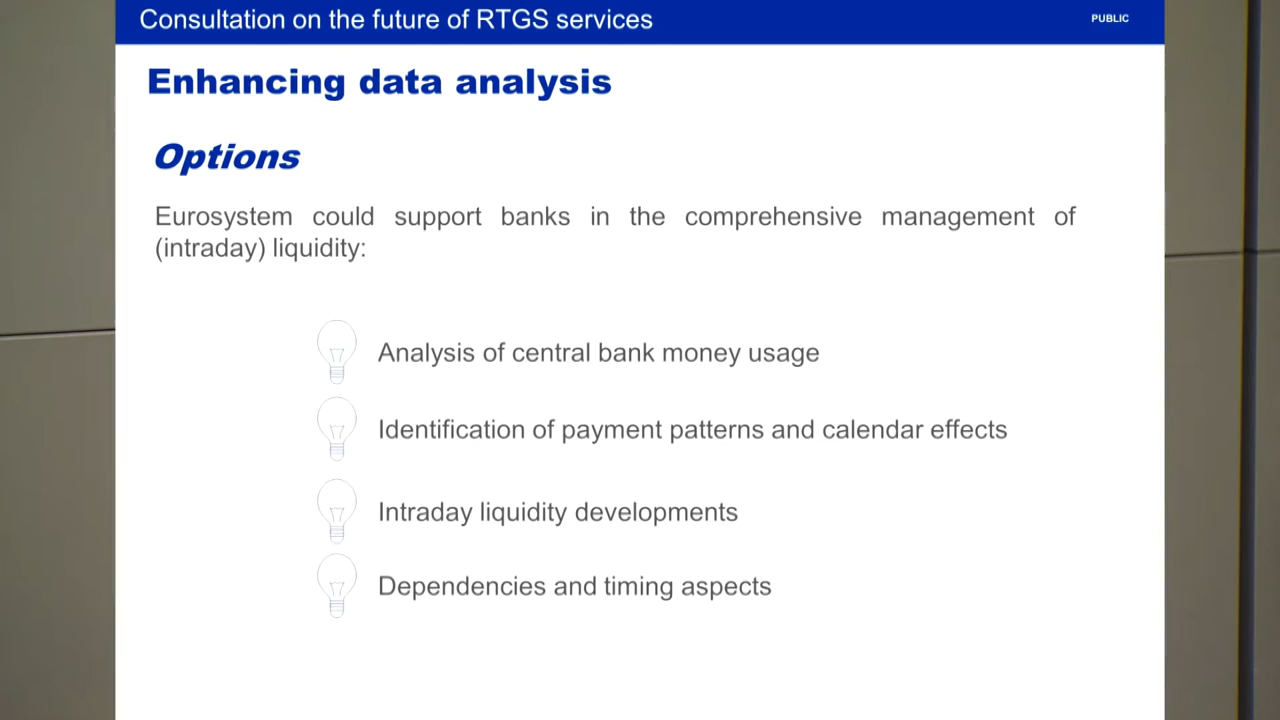 Consultation on the future of RTGS services
PUBLIC
Enhancing data analysis
Options
Eurosystem could support banks in the comprehensive management of
(intraday) liquidity:
Analysis of central bank money usage
Identification of payment patterns and calendar effects
Intraday liquidity developments
Dependencies and timing aspects